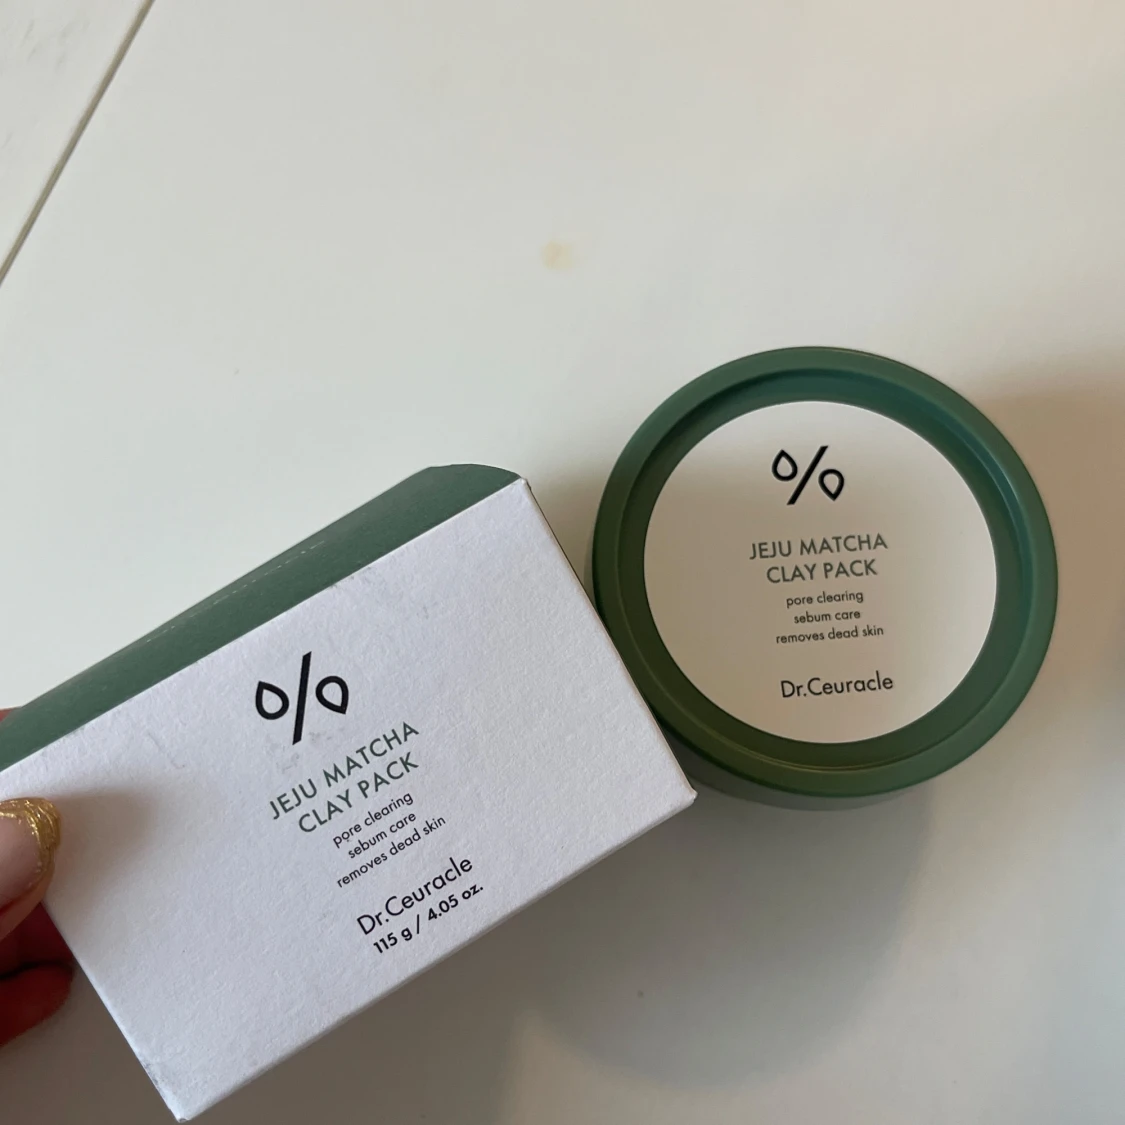 %
JEJU MATCHA
CLAY PACK
pore clearing
sebum care
removes dead skin
Dr.Ceuracle
115 g / 4.05 oz.
%
JEJU MATCHA
CLAY PACK
pore clearing
sebum care
removes dead skin
Dr.Ceuracle